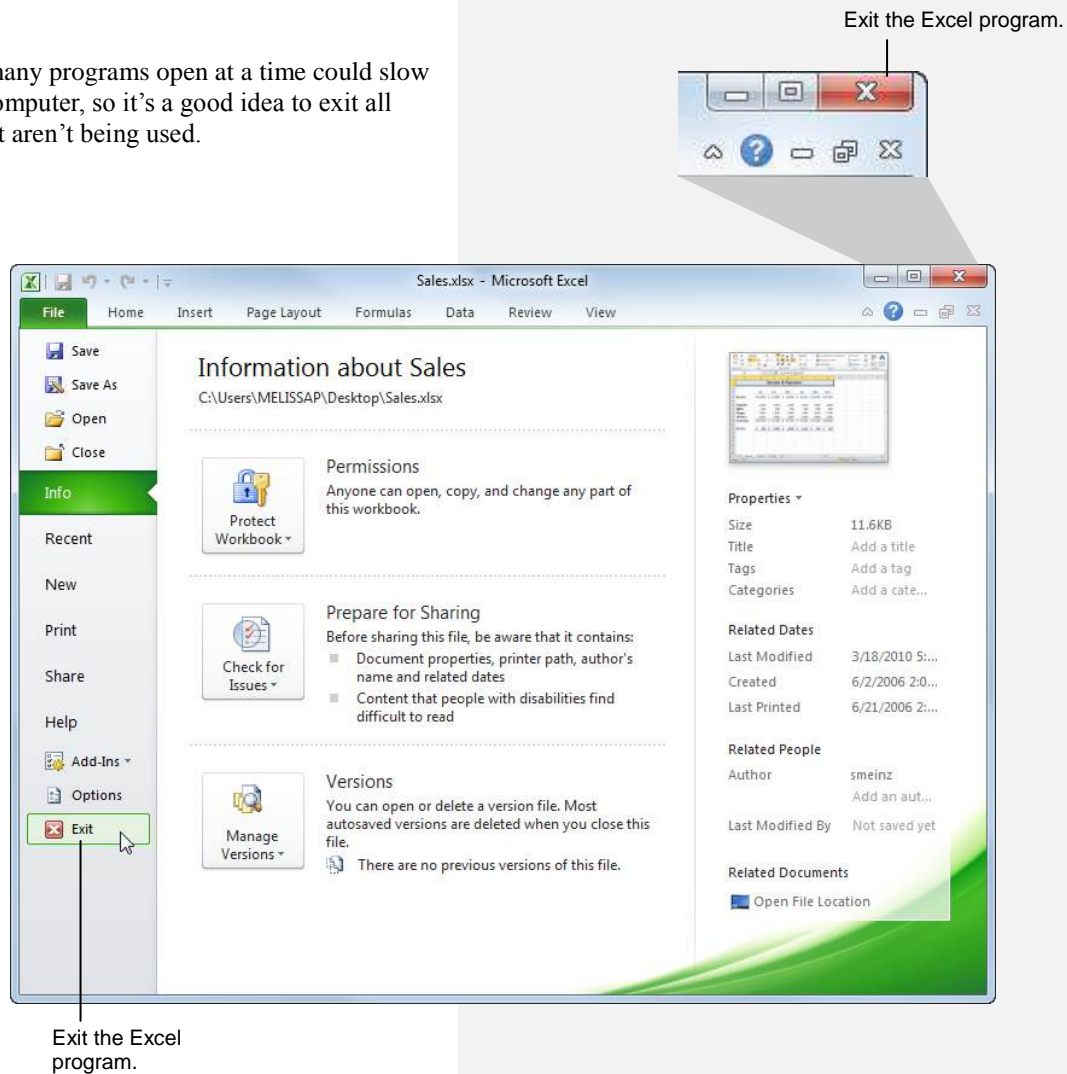 Exit the Excel program.
many programs open at a time could slow
omputer, so it’s a good idea to exit all
t aren’t being used.
Sales.xlsx - Microsoft Excel
File Home Insert Page Layout Formulas Data Review View
Save
Save As
Open
Close
Info
Recent
New
Print
Share
Help
Add-Ins
Options
Exit
Information about Sales
C:\Users\MELISSAP\Desktop\Sales.xlsx
Protect
Workbook
Permissions
Anyone can open, copy, and change any part of
this workbook.
Check for
Issues
Prepare for Sharing
Before sharing this file, be aware that it contains:
Document properties, printer path, author's
name and related dates
Content that people with disabilities find
difficult to read
Manage
Versions
Versions
You can open or delete a version file. Most
autosaved versions are deleted when you close this
file.
There are no previous versions of this file.
Properties
Size 11.6KB
Title Add a title
Tags Add a tag
Categories Add a cate...
Related Dates
Last Modified 3/18/2010 5:...
Created 6/2/2006 2:0...
Last Printed 6/21/2006 2:...
Related People
Author smeinz
Add an aut...
Last Modified By Not saved yet
Related Documents
Open File Location
Exit the Excel
program.